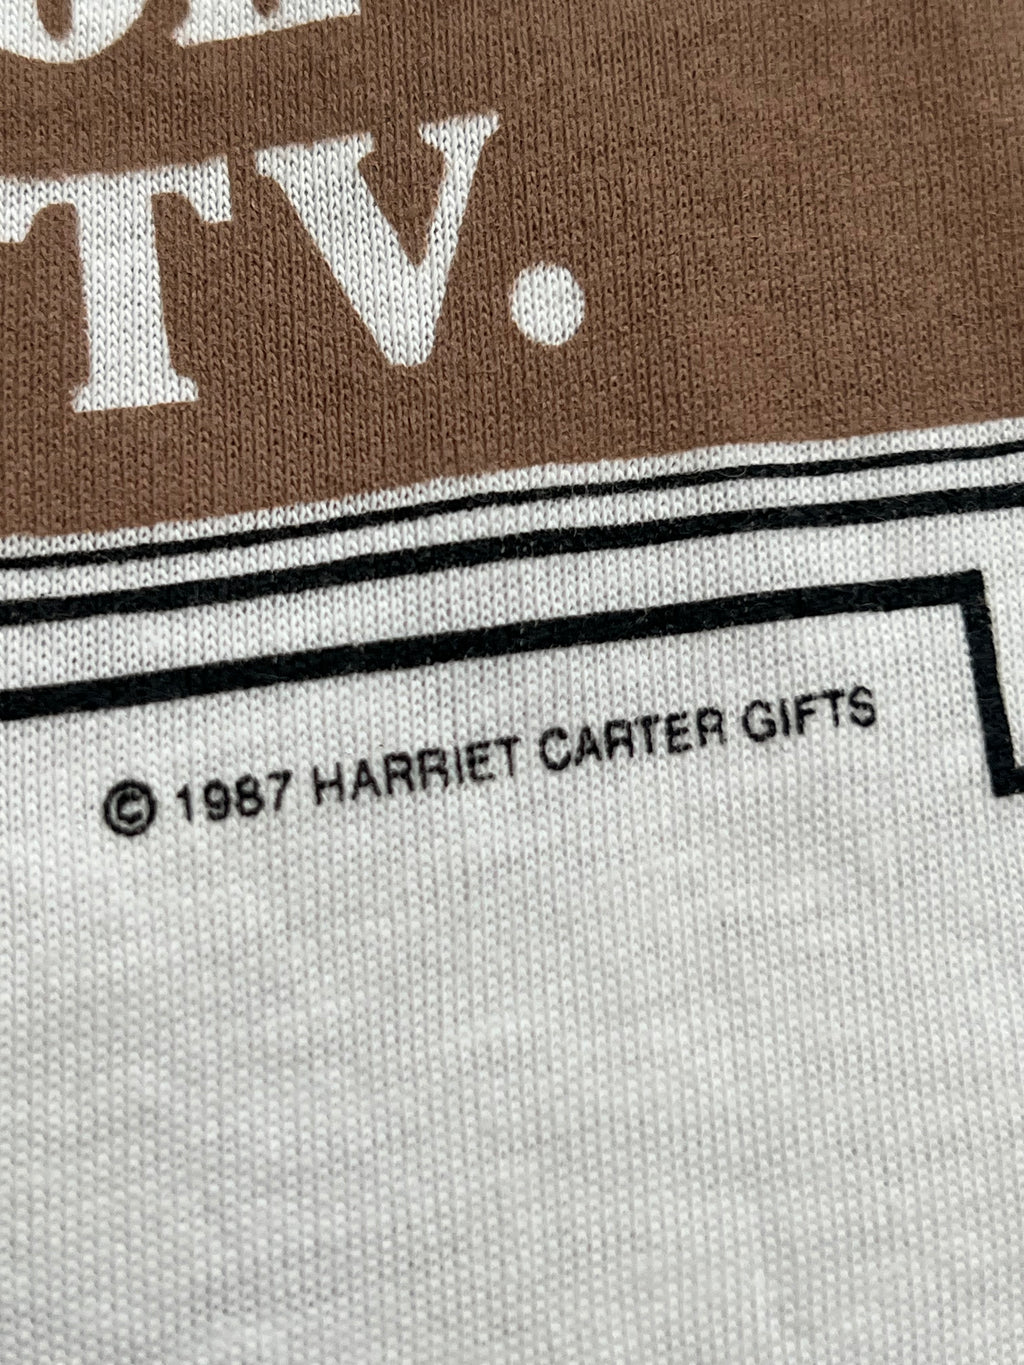 TV.
© 1987 HARRIET CARTER GIFTS